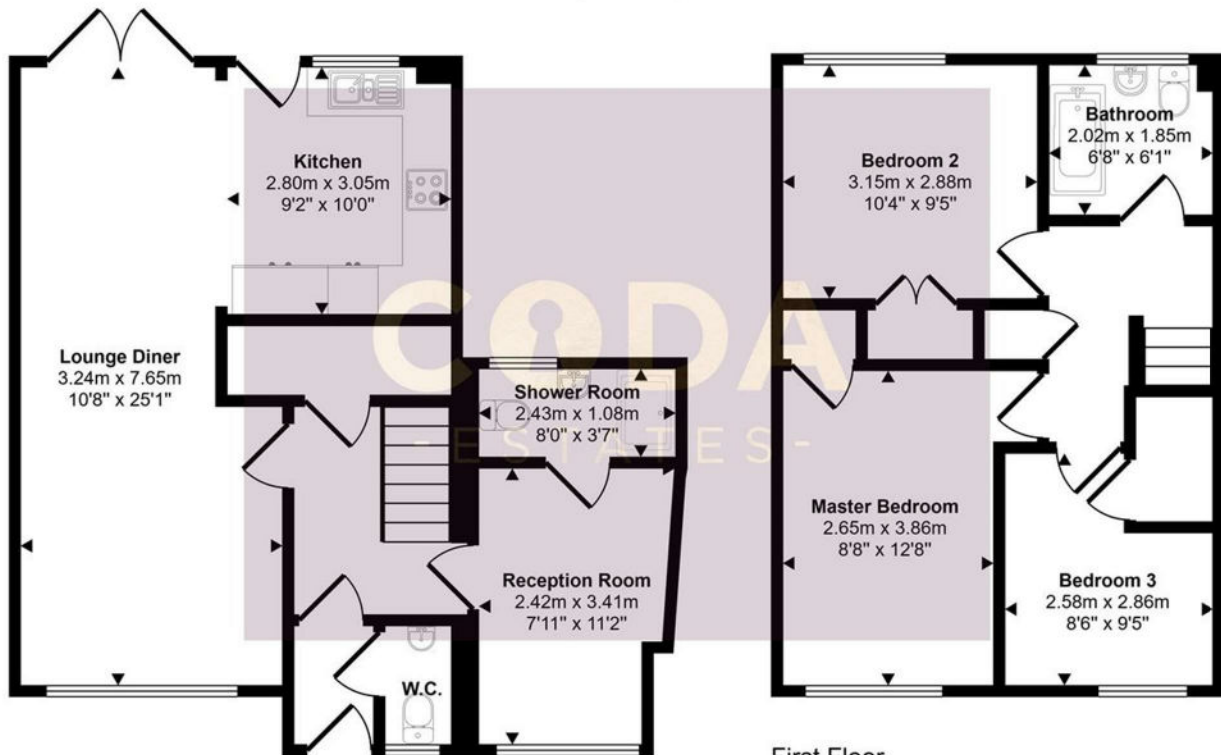 Kitchen
2.80m x 3.05m
9'2" x 10'0"
Lounge Diner
3.24m x 7.65m
10'8" x 25'1"
Shower Room
2.43m x 1.08m
8'0" x 3'7"
Reception Room
2.42m x 3.41m
7'11" x 11'2"
W.C.
Bedroom 2
3.15m x 2.88m
10'4" x 9'5"
Bathroom
2.02m x 1.85m
6'8" x 6'1"
Master Bedroom
2.65m x 3.86m
8'8" x 12'8"
Bedroom 3
2.58m x 2.86m
8'6" x 9'5"
First Floor
CODA
-ESTATES-